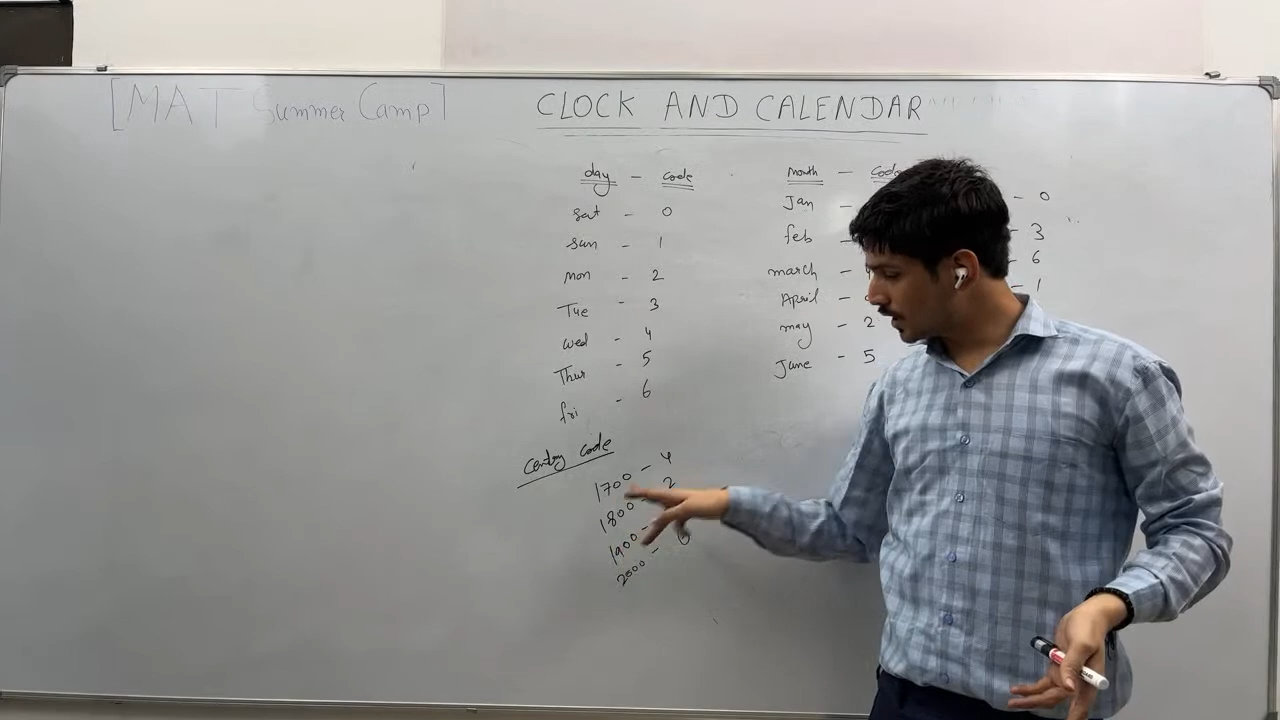 [MAT Summer Camp]
CLOCK AND CALENDAR
day - code
sat - 0
sun - 1
mon - 2
Tue - 3
wed - 4
Thur - 5
fri - 6
month - code
Jan -
feb -
march -
April -
may - 2
June - 5
- 0
- 3
- 6
- 1
centry code
1700 - 4
1800 - 2
1900 -
2000 - 6